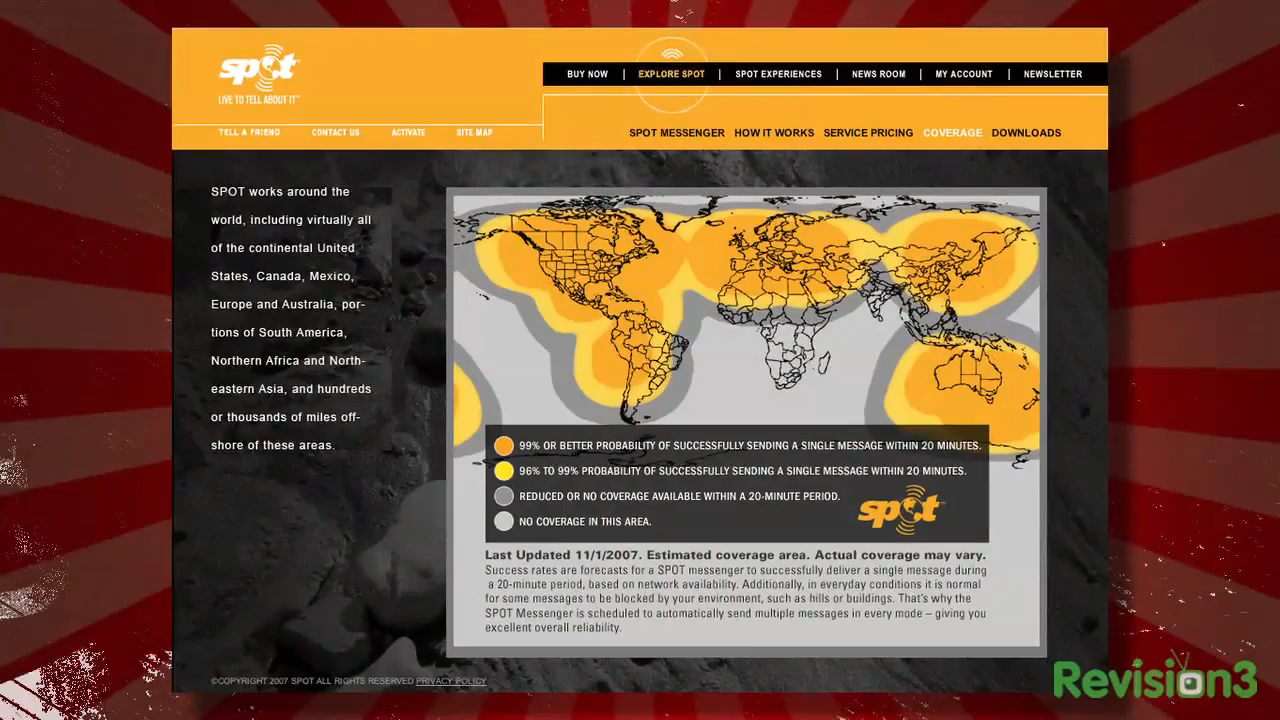 spot
LIVE TO TELL ABOUT IT™
BUY NOW | EXPLORE SPOT | SPOT EXPERIENCES | NEWS ROOM | MY ACCOUNT | NEWSLETTER
TELL A FRIEND CONTACT US ACTIVATE SITE MAP
SPOT MESSENGER HOW IT WORKS SERVICE PRICING COVERAGE DOWNLOADS
SPOT works around the
world, including virtually all
of the continental United
States, Canada, Mexico,
Europe and Australia, por-
tions of South America,
Northern Africa and North-
eastern Asia, and hundreds
or thousands of miles off-
shore of these areas.
99% OR BETTER PROBABILITY OF SUCCESSFULLY SENDING A SINGLE MESSAGE WITHIN 20 MINUTES.
96% TO 99% PROBABILITY OF SUCCESSFULLY SENDING A SINGLE MESSAGE WITHIN 20 MINUTES.
REDUCED OR NO COVERAGE AVAILABLE WITHIN A 20-MINUTE PERIOD.
NO COVERAGE IN THIS AREA.
spot
Last Updated 11/1/2007. Estimated coverage area. Actual coverage may vary.
Success rates are forecasts for a SPOT messenger to successfully deliver a single message during
a 20-minute period, based on network availability. Additionally, in everyday conditions it is normal
for some messages to be blocked by your environment, such as hills or buildings. That's why the
SPOT Messenger is scheduled to automatically send multiple messages in every mode – giving you
excellent overall reliability.
©COPYRIGHT 2007 SPOT ALL RIGHTS RESERVED PRIVACY POLICY
Revision3